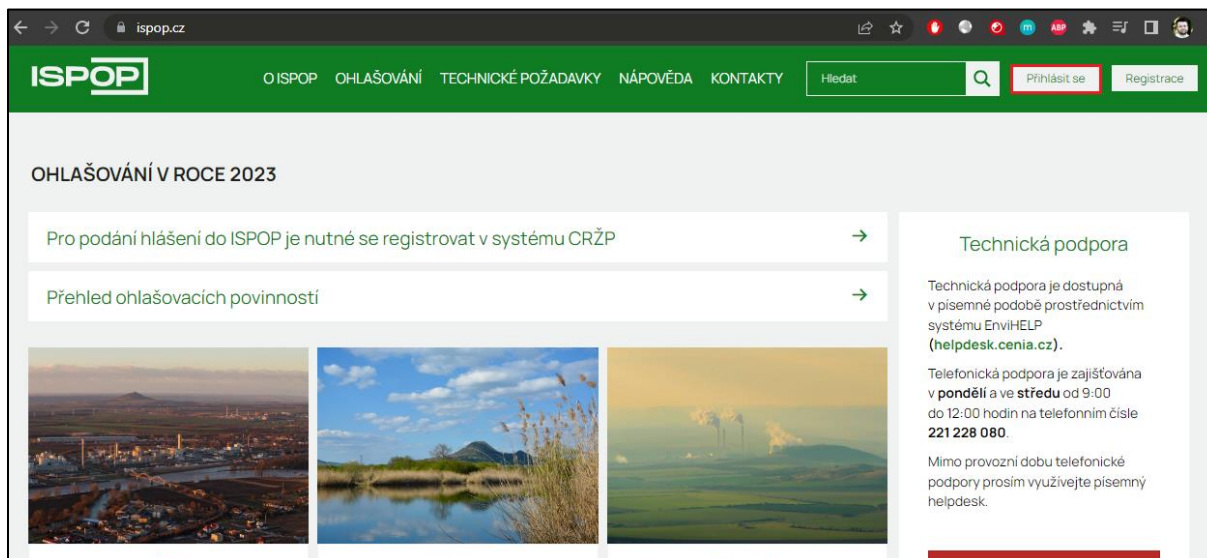 ispop.cz
ABP
ISPOP
O ISPOP OHLAŠOVÁNÍ TECHNICKÉ POŽADAVKY NÁPOVĚDA KONTAKTY
Hledat
Přihlásit se
Registrace
OHLAŠOVÁNÍ V ROCE 2023
Pro podání hlášení do ISPOP je nutné se registrovat v systému CRŽP
Přehled ohlašovacích povinností
Technická podpora
Technická podpora je dostupná
v písemné podobě prostřednictvím
systému EnviHELP
(helpdesk.cenia.cz).
Telefonická podpora je zajišťována
v pondělí a ve středu od 9:00
do 12:00 hodin na telefonním čísle
221 228 080.
Mimo provozní dobu telefonické
podpory prosím využívejte písemný
helpdesk.